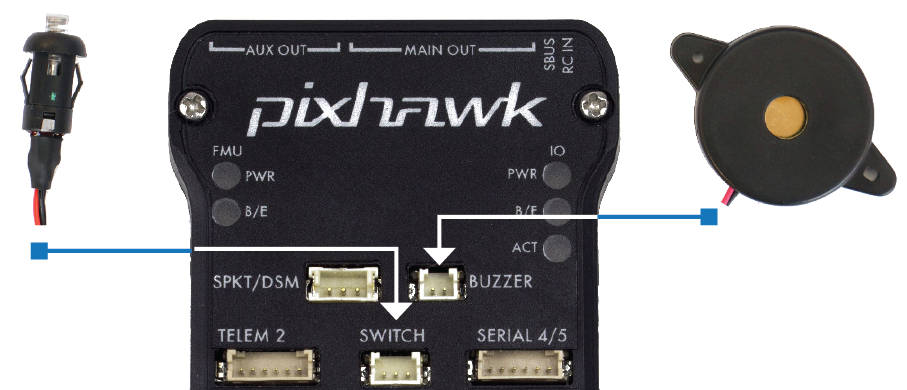 AUX OUT
MAIN OUT
SBUS
RC IN
pixhawk
FMU
IO
PWR
PWR
B/E
B/E
ACT
SPKT/DSM
BUZZER
TELEM 2
SWITCH
SERIAL 4/5